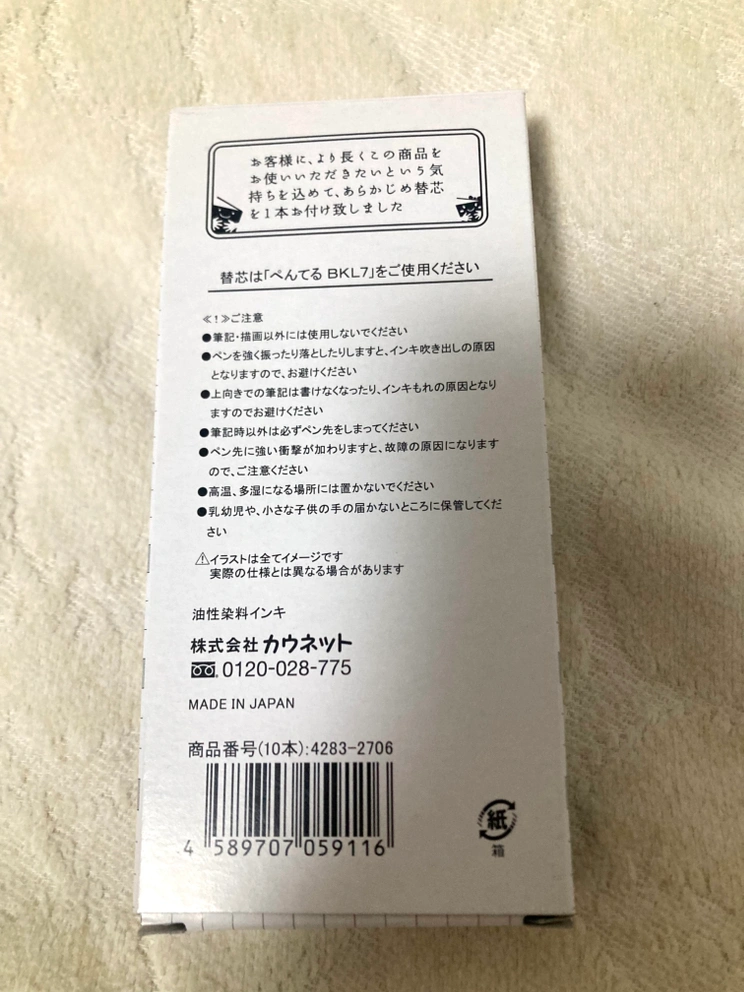 お客様に、より長くこの商品を
お使いいただきたいという気
持ちを込めて、あらかじめ替芯
を1本お付け致しました
替芯は「ぺんてる BKL7」をご使用ください
≪!≫ご注意
●筆記・描画以外には使用しないでください
●ペンを強く振ったり落としたりしますと、インキ吹き出しの原因
となりますので、お避けください
●上向きでの筆記は書けなくなったり、インキもれの原因となり
ますのでお避けください
●筆記時以外は必ずペン先をしまってください
●ペン先に強い衝撃が加わりますと、故障の原因になります
ので、ご注意ください
●高温、多湿になる場所には置かないでください
●乳幼児や、小さな子供の手の届かないところに保管してくだ
さい
⚠イラストは全てイメージです
実際の仕様とは異なる場合があります
油性染料インキ
株式会社 カウネット
0120-028-775
MADE IN JAPAN
商品番号(10本):4283-2706
4 589707 059116
紙
箱